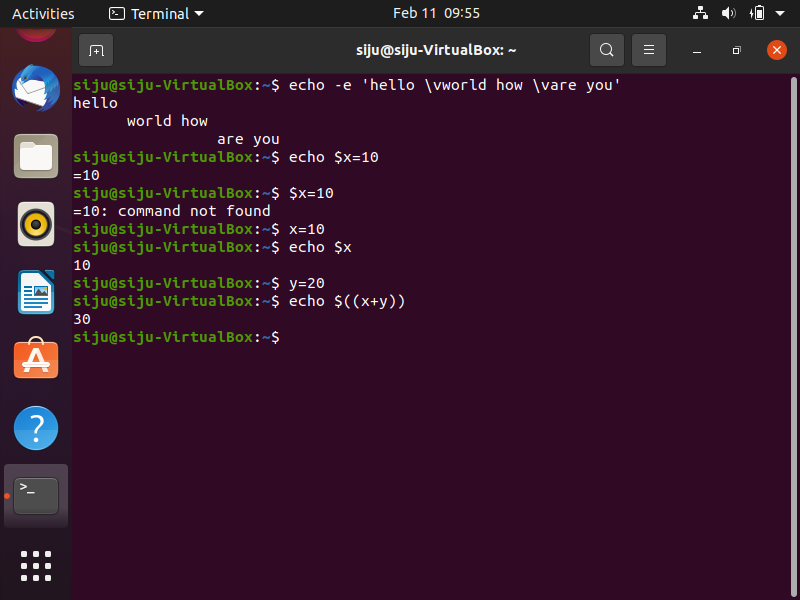 Activities Terminal Feb 11 09:55
siju@siju-VirtualBox: ~
siju@siju-VirtualBox:~$ echo -e 'hello \vworld how \vare you'
hello
      world how
                are you
siju@siju-VirtualBox:~$ echo $x=10
=10
siju@siju-VirtualBox:~$ $x=10
=10: command not found
siju@siju-VirtualBox:~$ x=10
siju@siju-VirtualBox:~$ echo $x
10
siju@siju-VirtualBox:~$ y=20
siju@siju-VirtualBox:~$ echo $((x+y))
30
siju@siju-VirtualBox:~$